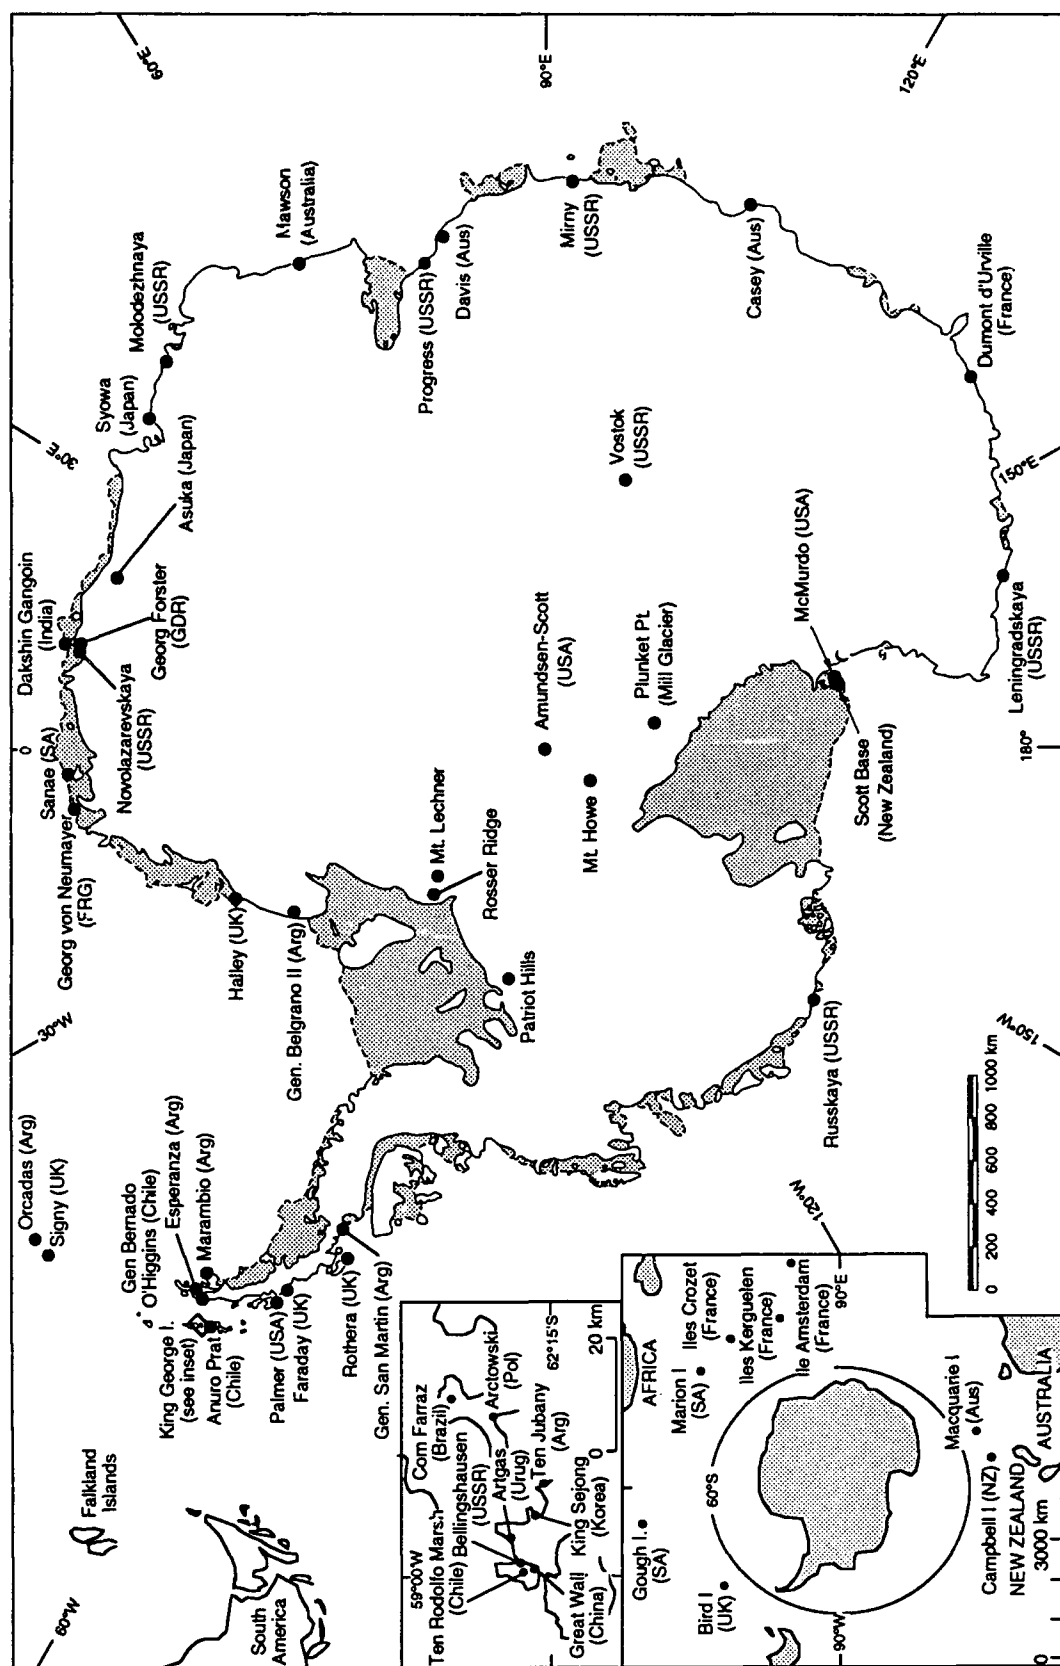 60°W
30°W
0
30°E
60°E
90°E
120°E
150°E
180°
150°W
120°W
Falkland
Islands
South
America
Orcadas (Arg)
Signy (UK)
Gen Bernado
O'Higgins (Chile)
Esperanza (Arg)
Marambio (Arg)
King George I.
(see inset)
Anuro Prat
(Chile)
Palmer (USA)
Faraday (UK)
Rothera (UK)
Gen. San Martin (Arg)
Georg von Neumayer
(FRG)
Sanae (SA)
Dakshin Gangoin
(India)
Novolazarevskaya
(USSR)
Georg Forster
(GDR)
Asuka (Japan)
Syowa
(Japan)
Molodezhnaya
(USSR)
Mawson
(Australia)
Halley (UK)
Gen. Belgrano II (Arg)
Mt. Lechner
Rosser Ridge
Patriot Hills
Progress (USSR)
Davis (Aus)
Mirny
(USSR)
Casey (Aus)
Vostok
(USSR)
Amundsen-Scott
(USA)
Mt. Howe
Plunket Pt.
(Mill Glacier)
McMurdo (USA)
Scott Base
(New Zealand)
Dumont d'Urville
(France)
Leningradskaya
(USSR)
Russkaya (USSR)
0 200 400 600 800 1000 km
59°00'W
62°15'S
Ten Rodolfo Marsh
(Chile)
Bellingshausen
(USSR)
Com Farraz
(Brazil)
Artgas
(Urug)
Arctowski
(Pol)
Ten Jubany
(Arg)
King Sejong
(Korea)
Great Wall
(China)
0 20 km
AFRICA
Gough I.
(SA)
Marion I
(SA)
Iles Crozet
(France)
Iles Kerguelen
(France)
Ile Amsterdam
(France)
Bird I
(UK)
60°S
90°E
90°W
Macquarie I
(Aus)
Campbell I (NZ)
NEW ZEALAND
AUSTRALIA
0 3000 km